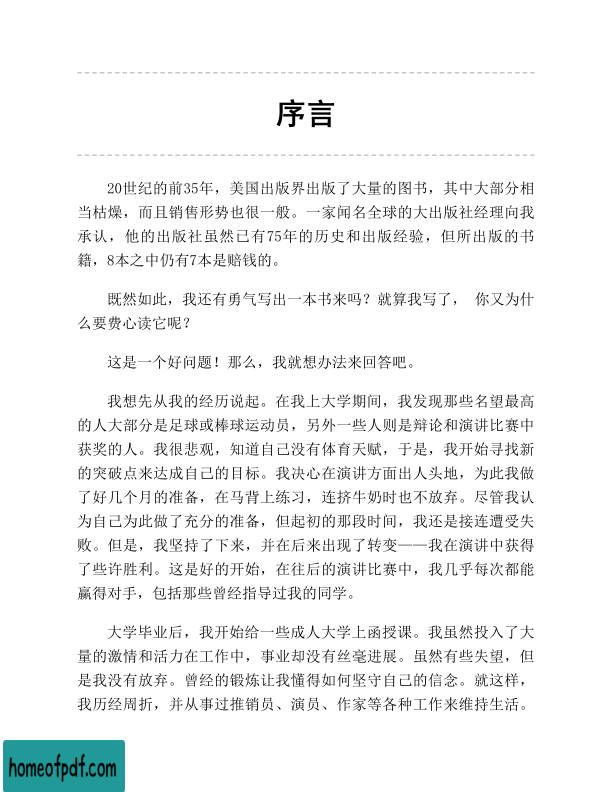 序言
20世纪的前35年，美国出版界出版了大量的图书，其中大部分相
当枯燥，而且销售形势也很一般。一家闻名全球的大出版社经理向我
承认，他的出版社虽然已有75年的历史和出版经验，但所出版的书
籍，8本之中仍有7本是赔钱的。
既然如此，我还有勇气写出一本书来吗？就算我写了， 你又为什
么要费心读它呢？
这是一个好问题！那么，我就想办法来回答吧。
我想先从我的经历说起。在我上大学期间，我发现那些名望最高
的人大部分是足球或棒球运动员，另外一些人则是辩论和演讲比赛中
获奖的人。我很悲观，知道自己没有体育天赋，于是，我开始寻找新
的突破点来达成自己的目标。我决心在演讲方面出人头地，为此我做
了好几个月的准备，在马背上练习，连挤牛奶时也不放弃。尽管我认
为自己为此做了充分的准备，但起初的那段时间，我还是接连遭受失
败。但是，我坚持了下来，并在后来出现了转变——我在演讲中获得
了些许胜利。这是好的开始，在往后的演讲比赛中，我几乎每次都能
赢得对手，包括那些曾经指导过我的同学。
大学毕业后，我开始给一些成人大学上函授课。我虽然投入了大
量的激情和活力在工作中，事业却没有丝毫进展。虽然有些失望，但
是我没有放弃。曾经的锻炼让我懂得如何坚守自己的信念。就这样，
我历经周折，并从事过推销员、演员、作家等各种工作来维持生活。
homeofpdf.com